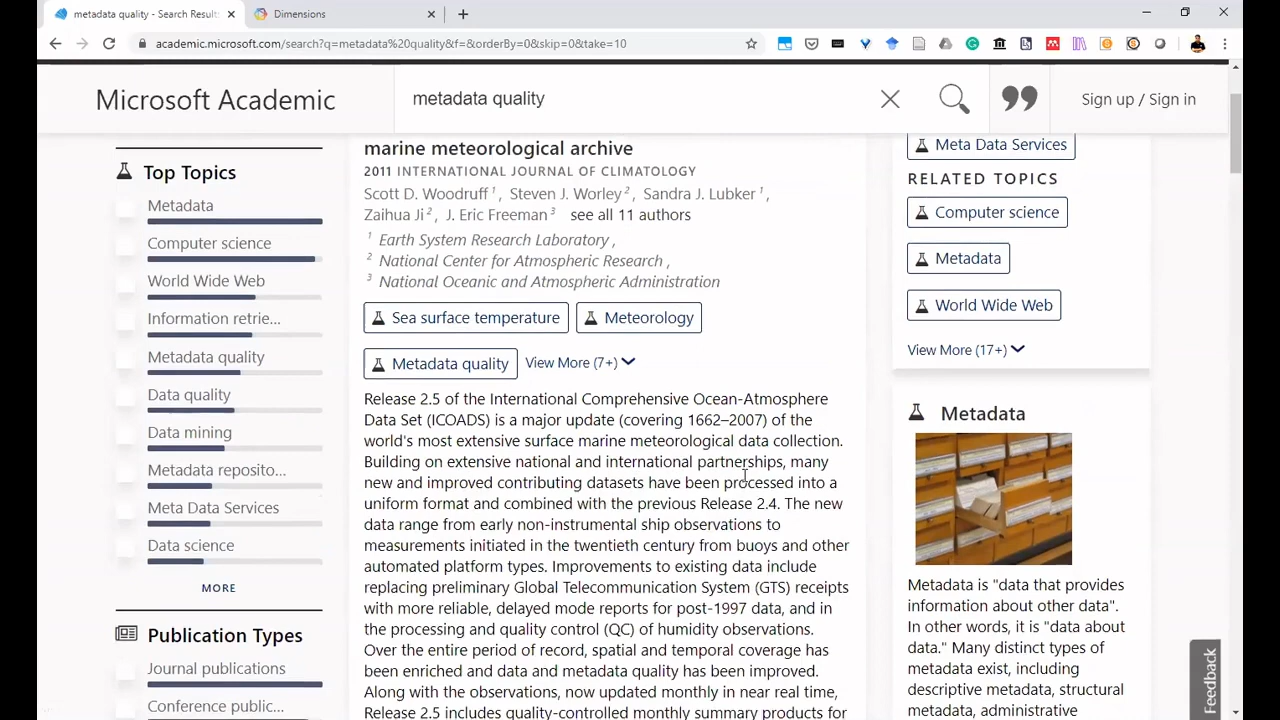 metadata quality - Search Result
Dimensions
academic.microsoft.com/search?q=metadata%20quality&f=&orderBy=0&skip=0&take=10
Microsoft Academic
metadata quality
Sign up / Sign in
Top Topics
Metadata
Computer science
World Wide Web
Information retrie...
Metadata quality
Data quality
Data mining
Metadata reposito...
Meta Data Services
Data science
MORE
Publication Types
Journal publications
Conference public...
marine meteorological archive
2011 INTERNATIONAL JOURNAL OF CLIMATOLOGY
Scott D. Woodruff 1 , Steven J. Worley 2 , Sandra J. Lubker 1 ,
Zaihua Ji 2 , J. Eric Freeman 3 see all 11 authors
1 Earth System Research Laboratory ,
2 National Center for Atmospheric Research ,
3 National Oceanic and Atmospheric Administration
Sea surface temperature
Meteorology
Metadata quality
View More (7+)
Release 2.5 of the International Comprehensive Ocean-Atmosphere
Data Set (ICOADS) is a major update (covering 1662–2007) of the
world's most extensive surface marine meteorological data collection.
Building on extensive national and international partnerships, many
new and improved contributing datasets have been processed into a
uniform format and combined with the previous Release 2.4. The new
data range from early non-instrumental ship observations to
measurements initiated in the twentieth century from buoys and other
automated platform types. Improvements to existing data include
replacing preliminary Global Telecommunication System (GTS) receipts
with more reliable, delayed mode reports for post-1997 data, and in
the processing and quality control (QC) of humidity observations.
Over the entire period of record, spatial and temporal coverage has
been enriched and data and metadata quality has been improved.
Along with the observations, now updated monthly in near real time,
Release 2.5 includes quality-controlled monthly summary products for
Meta Data Services
RELATED TOPICS
Computer science
Metadata
World Wide Web
View More (17+)
Metadata
Metadata is "data that provides
information about other data".
In other words, it is "data about
data." Many distinct types of
metadata exist, including
descriptive metadata, structural
metadata, administrative
Feedback